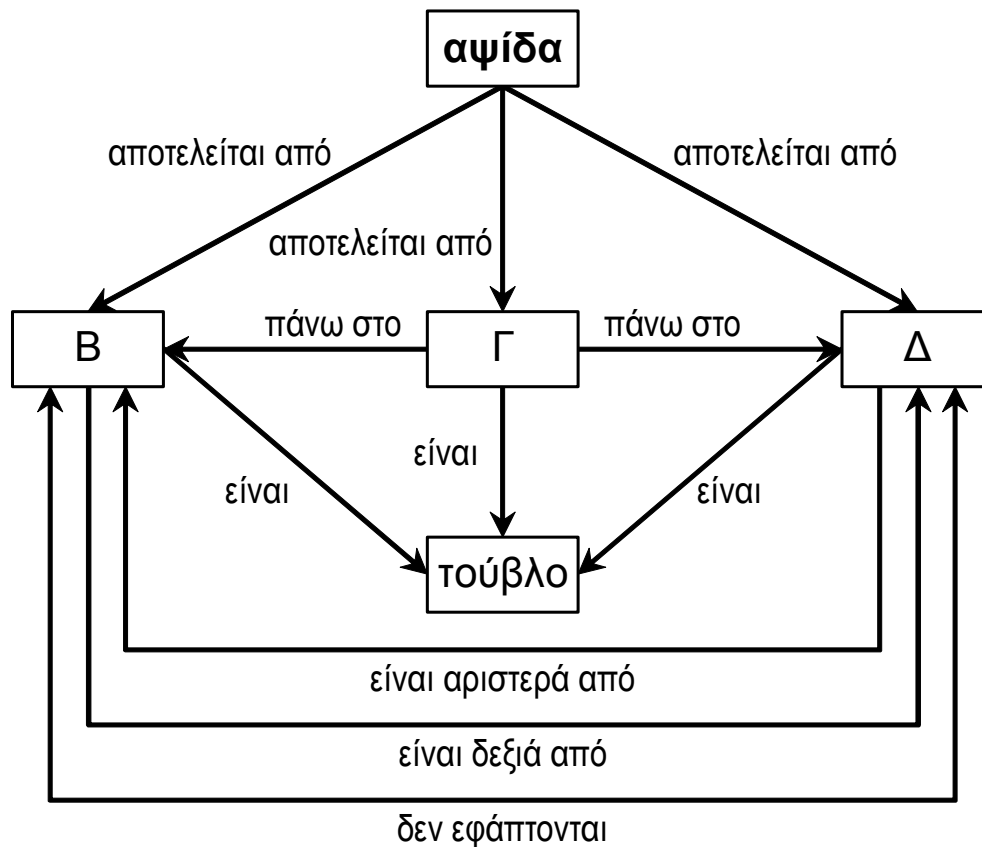 αψίδα
αποτελείται από
αποτελείται από
αποτελείται από
Β
πάνω στο
Γ
πάνω στο
Δ
είναι
είναι
είναι
τούβλο
είναι αριστερά από
είναι δεξιά από
δεν εφάπτονται